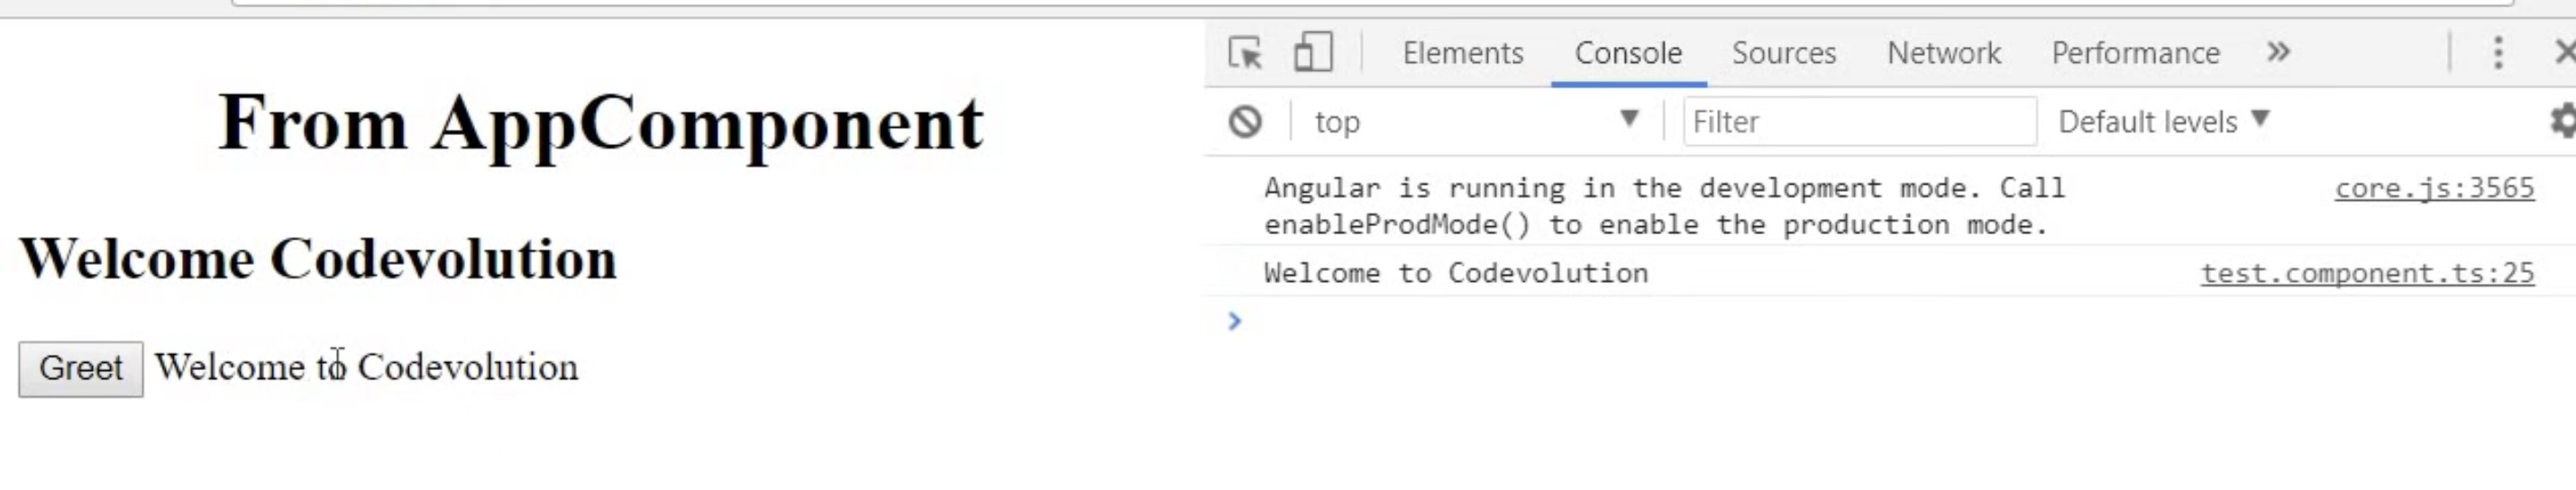 From AppComponent
Welcome Codevolution
Greet Welcome to Codevolution
Elements Console Sources Network Performance »
top Filter Default levels
Angular is running in the development mode. Call core.js:3565
enableProdMode() to enable the production mode.
Welcome to Codevolution test.component.ts:25